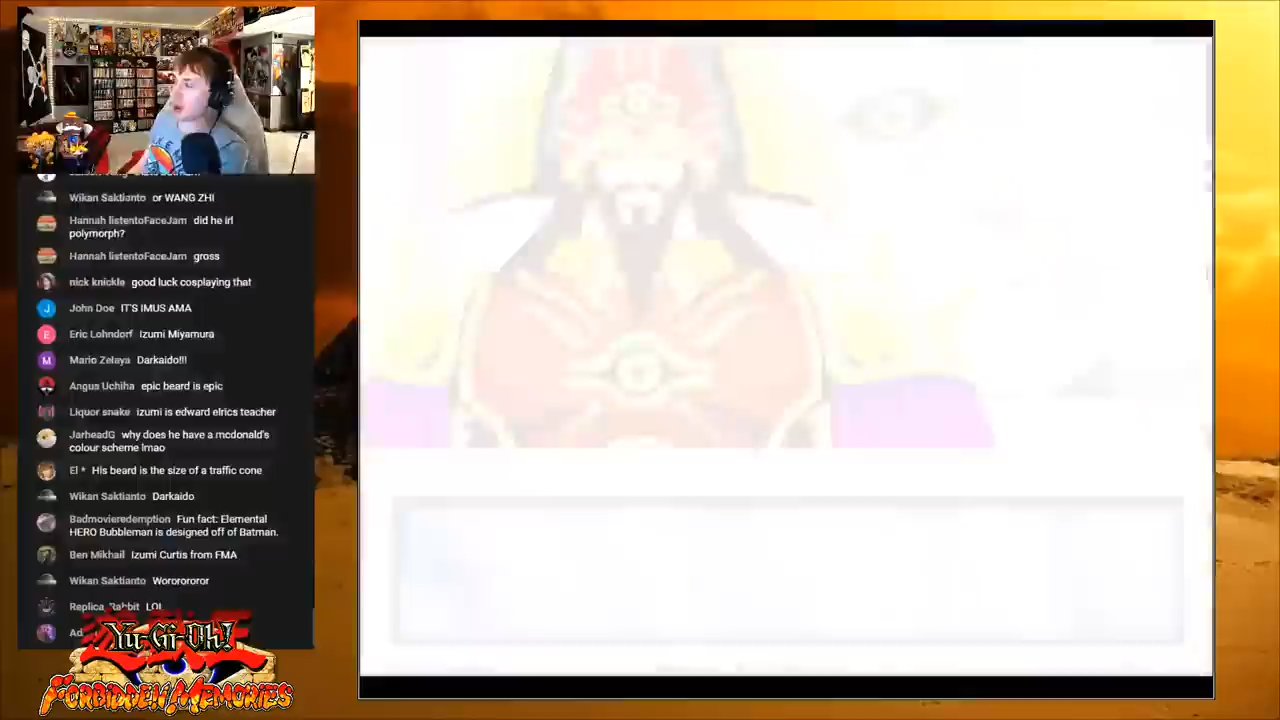 Wikan Saktianto or WANG ZHI
Hannah listentoFaceJam did he irl
polymorph?
Hannah listentoFaceJam gross
nick knickle good luck cosplaying that
J
John Doe IT'S IMUS AMA
E
Eric Lohndorf Izumi Miyamura
M
Mario Zelaya Darkaido!!!
Angus Uchiha epic beard is epic
Liquor snake izumi is edward elrics teacher
JarheadG why does he have a mcdonald's
colour scheme lmao
El * His beard is the size of a traffic cone
Wikan Saktianto Darkaido
Badmovieredemption Fun fact: Elemental
HERO Bubbleman is designed off of Batman.
Ben Mikhail Izumi Curtis from FMA
Wikan Saktianto Wororororor
Replica_Rabbit LOL
Ad
Yu-Gi-Oh!
FORBIDDEN MEMORIES